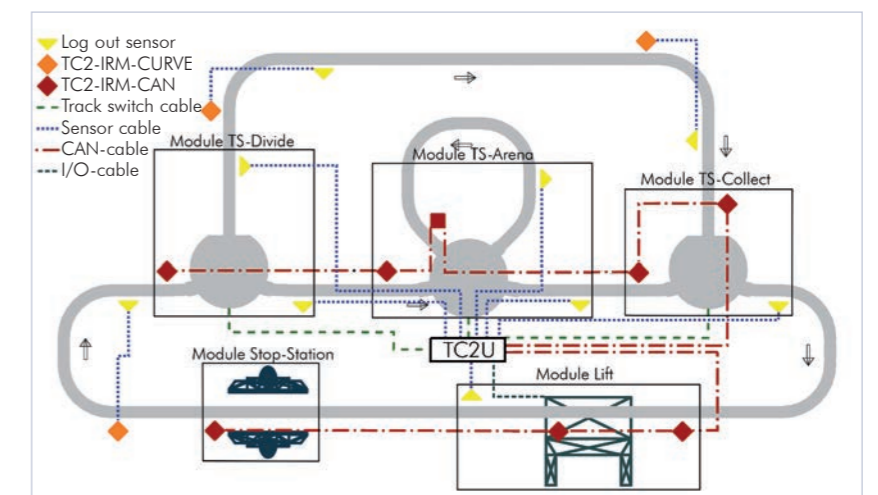 Log out sensor
TC2-IRM-CURVE
TC2-IRM-CAN
Track switch cable
Sensor cable
CAN-cable
I/O-cable
Module TS-Divide
Module TS-Arena
Module TS-Collect
TC2U
Module Stop-Station
Module Lift